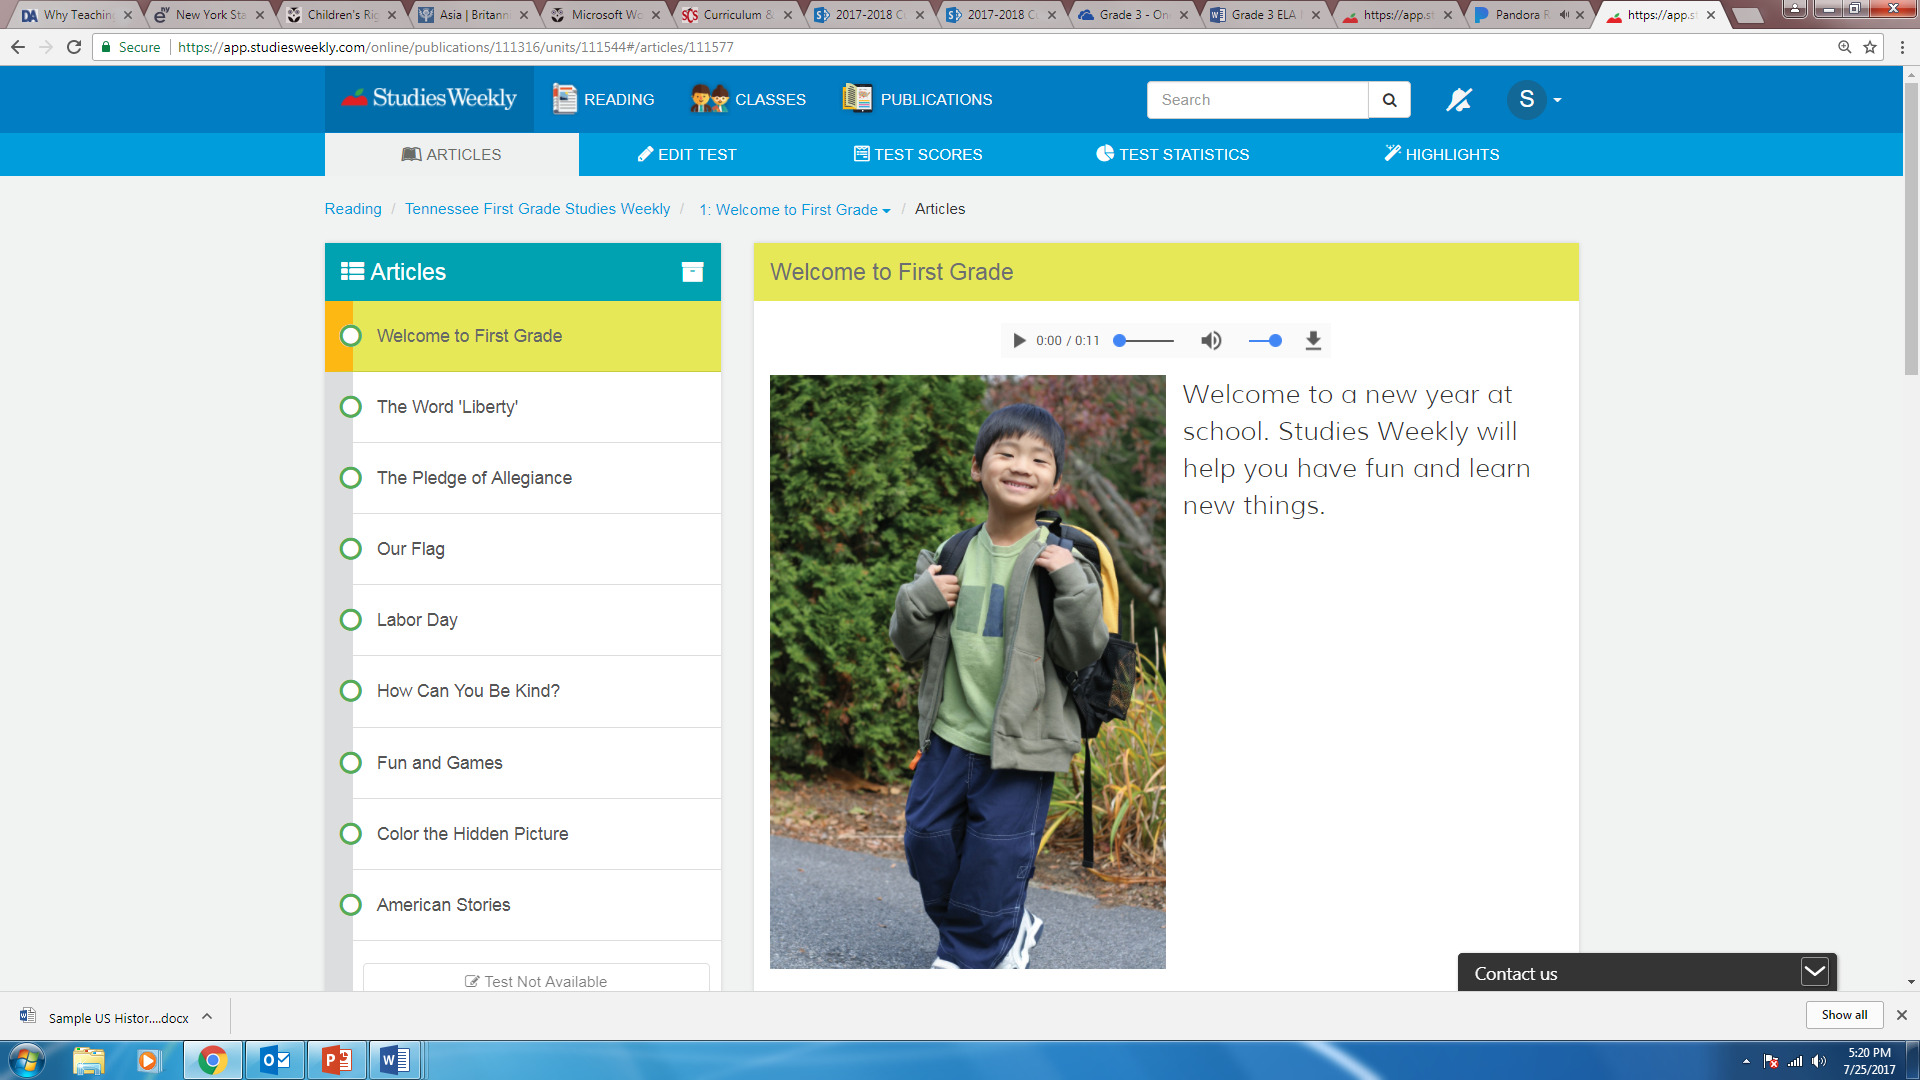 Why Teaching
New York Sta
Children's Rig
Asia | Britann
Microsoft Wo
Curriculum &
2017-2018 C
2017-2018 C
Grade 3 - On
Grade 3 ELA
https://app.st
Pandora R
https://app.st
Secure https://app.studiesweekly.com/online/publications/111316/units/111544#/articles/111577
StudiesWeekly READING CLASSES PUBLICATIONS Search S
ARTICLES EDIT TEST TEST SCORES TEST STATISTICS HIGHLIGHTS
Reading / Tennessee First Grade Studies Weekly / 1: Welcome to First Grade / Articles
Articles
Welcome to First Grade
The Word 'Liberty'
The Pledge of Allegiance
Our Flag
Labor Day
How Can You Be Kind?
Fun and Games
Color the Hidden Picture
American Stories
Test Not Available
Welcome to First Grade
0:00 / 0:11
Welcome to a new year at
school. Studies Weekly will
help you have fun and learn
new things.
Contact us
Sample US Histor....docx
Show all
5:20 PM
7/25/2017